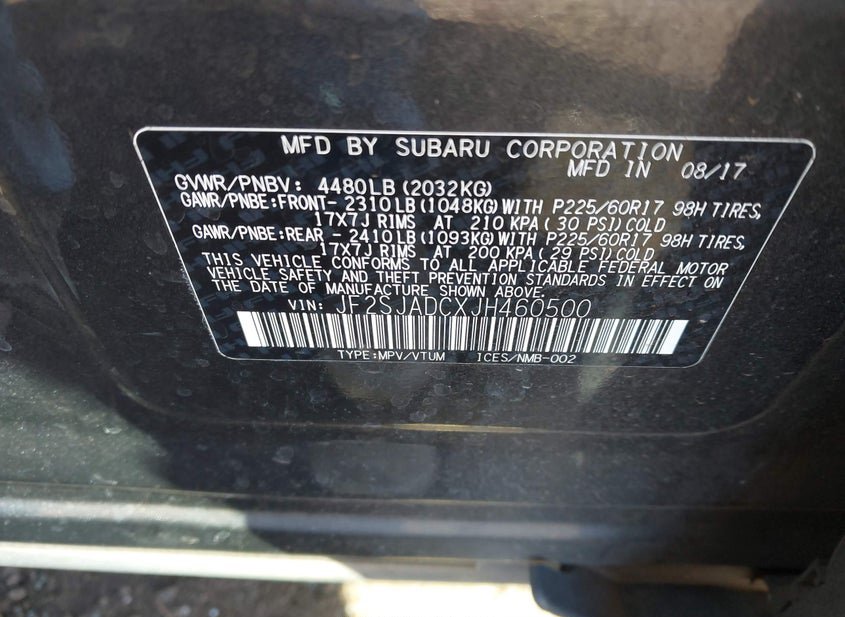 MFD BY SUBARU CORPORATION
MFD IN 08/17
GVWR/PNBV: 4480LB(2032KG)
GAWR/PNBE:FRONT- 2310LB(1048KG)WITH P225/60R17 98H TIRES,
17X7J RIMS AT 210 KPA(30 PSI)COLD
GAWR/PNBE:REAR - 2410LB(1093KG)WITH P225/60R17 98H TIRES,
17X7J RIMS AT 200 KPA(29 PSI)COLD
THIS VEHICLE CONFORMS TO ALL APPLICABLE FEDERAL MOTOR
VEHICLE SAFETY AND THEFT PREVENTION STANDARDS IN EFFECT ON
THE DATE OF MANUFACTURE SHOWN ABOVE.
VIN: JF2SJADCXJH460500
TYPE:MPV/VTUM ICES/NMB-002